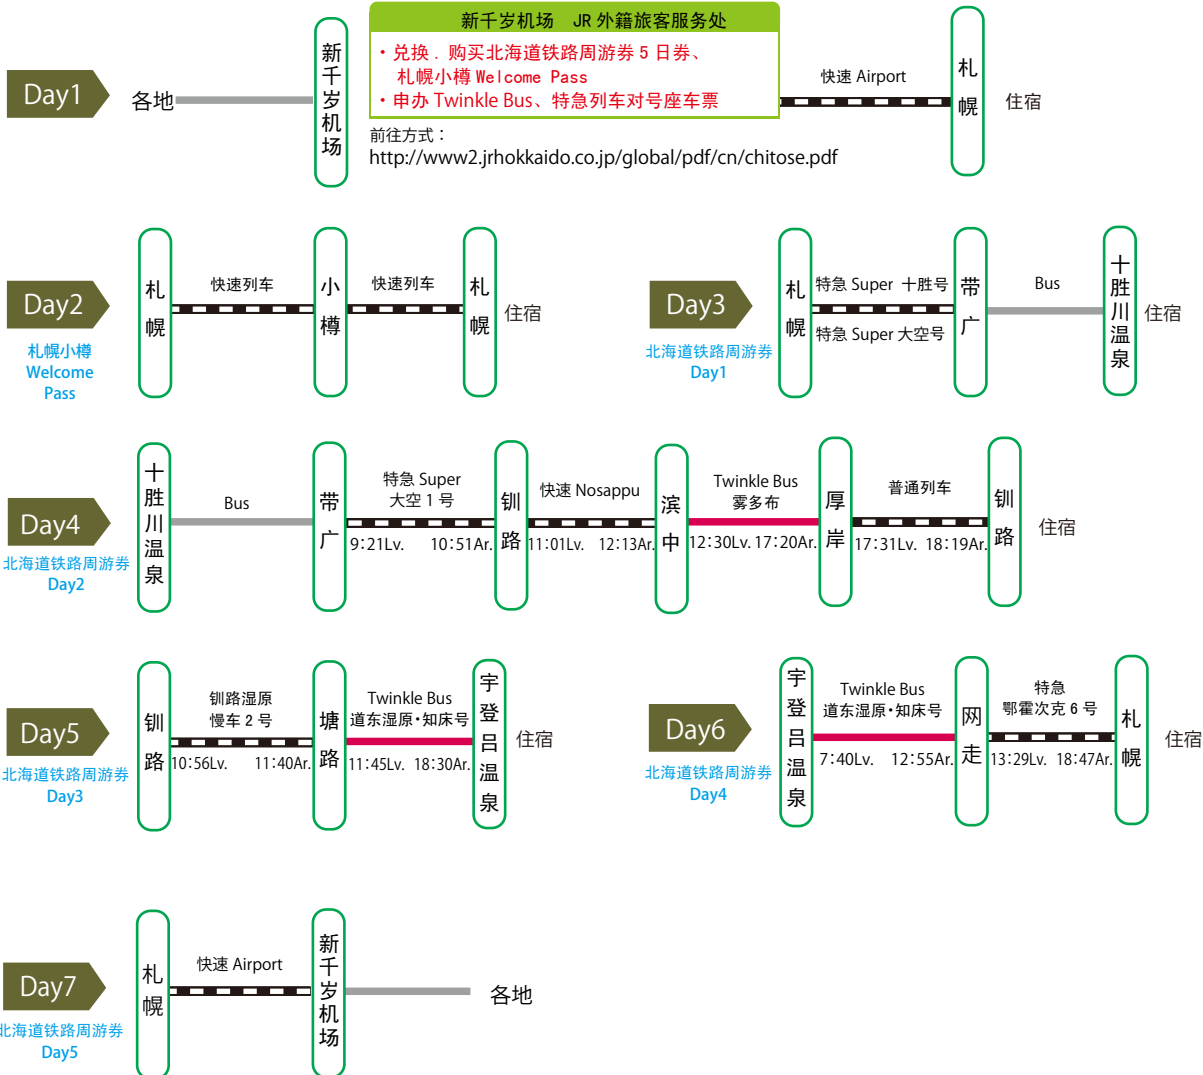 Day1
各地
新千岁机场
新千岁机场 JR 外籍旅客服务处
・兑换．购买北海道铁路周游券 5 日券、
札幌小樽 Welcome Pass
・申办 Twinkle Bus、特急列车对号座车票
前往方式：
http://www2.jrhokkaido.co.jp/global/pdf/cn/chitose.pdf
快速 Airport
札幌
住宿
Day2
札幌小樽
Welcome
Pass
札幌
快速列车
小樽
快速列车
札幌
住宿
Day3
北海道铁路周游券
Day1
札幌
特急 Super 十胜号
特急 Super 大空号
带广
Bus
十胜川温泉
住宿
Day4
北海道铁路周游券
Day2
十胜川温泉
Bus
带广
特急 Super
大空 1 号
9:21Lv. 10:51Ar.
钏路
快速 Nosappu
11:01Lv. 12:13Ar.
滨中
Twinkle Bus
雾多布
12:30Lv. 17:20Ar.
厚岸
普通列车
17:31Lv. 18:19Ar.
钏路
住宿
Day5
北海道铁路周游券
Day3
钏路
钏路湿原
慢车 2 号
10:56Lv. 11:40Ar.
塘路
Twinkle Bus
道东湿原・知床号
11:45Lv. 18:30Ar.
宇登吕温泉
住宿
Day6
北海道铁路周游券
Day4
宇登吕温泉
Twinkle Bus
道东湿原・知床号
7:40Lv. 12:55Ar.
网走
特急
鄂霍次克 6 号
13:29Lv. 18:47Ar.
札幌
住宿
Day7
北海道铁路周游券
Day5
札幌
快速 Airport
新千岁机场
各地